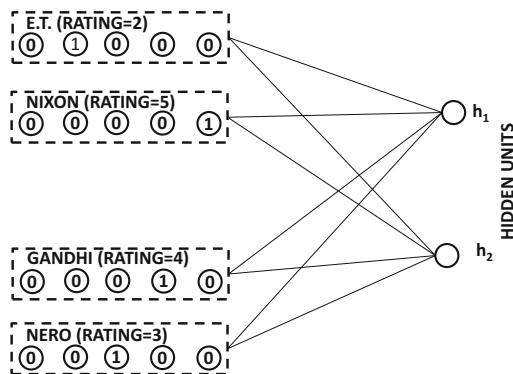 E.T. (RATING=2)
0 1 0 0 0
NIXON (RATING=5)
0 0 0 0 1
GANDHI (RATING=4)
0 0 0 1 0
NERO (RATING=3)
0 0 1 0 0
h1
h2
HIDDEN UNITS